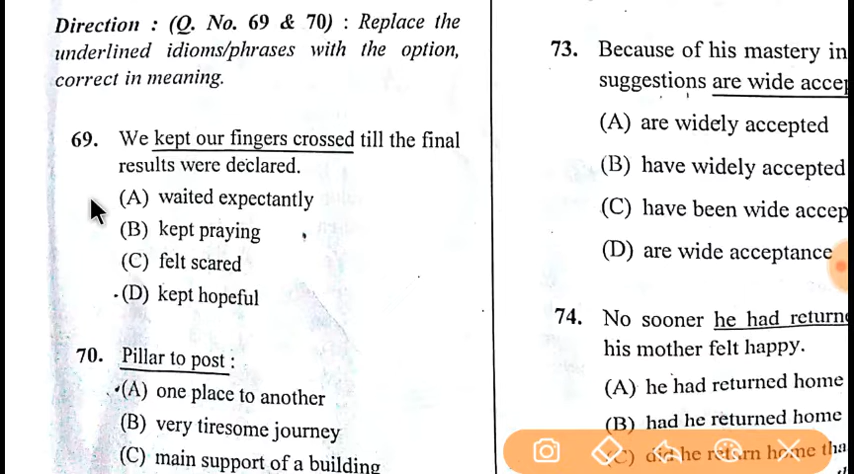 Direction : (Q. No. 69 & 70) : Replace the
underlined idioms/phrases with the option,
correct in meaning.
69. We kept our fingers crossed till the final
results were declared.
(A) waited expectantly
(B) kept praying
(C) felt scared
(D) kept hopeful
70. Pillar to post :
(A) one place to another
(B) very tiresome journey
(C) main support of a building
73. Because of his mastery in
suggestions are wide
(A) are widely accepted
(B) have widely accepted
(C) have been wide
(D) are wide acceptance
74. No sooner he had
his mother felt happy.
(A) he had returned home
(B) had he returned home
(C) did he return home